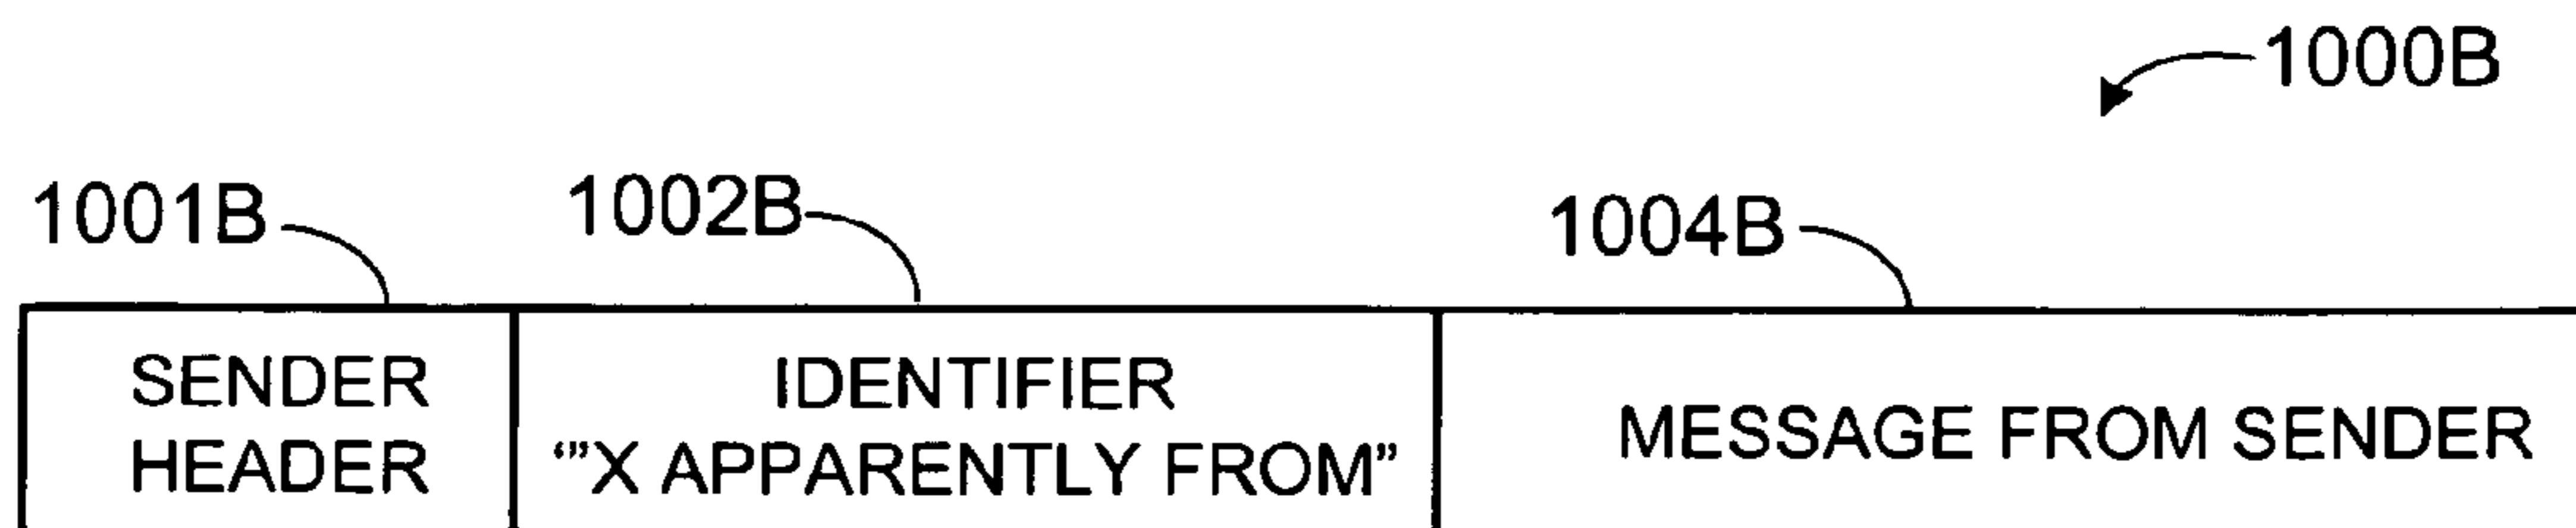 1000B
1001B
1002B
1004B
SENDER
HEADER
IDENTIFIER
‘”X APPARENTLY FROM”
MESSAGE FROM SENDER